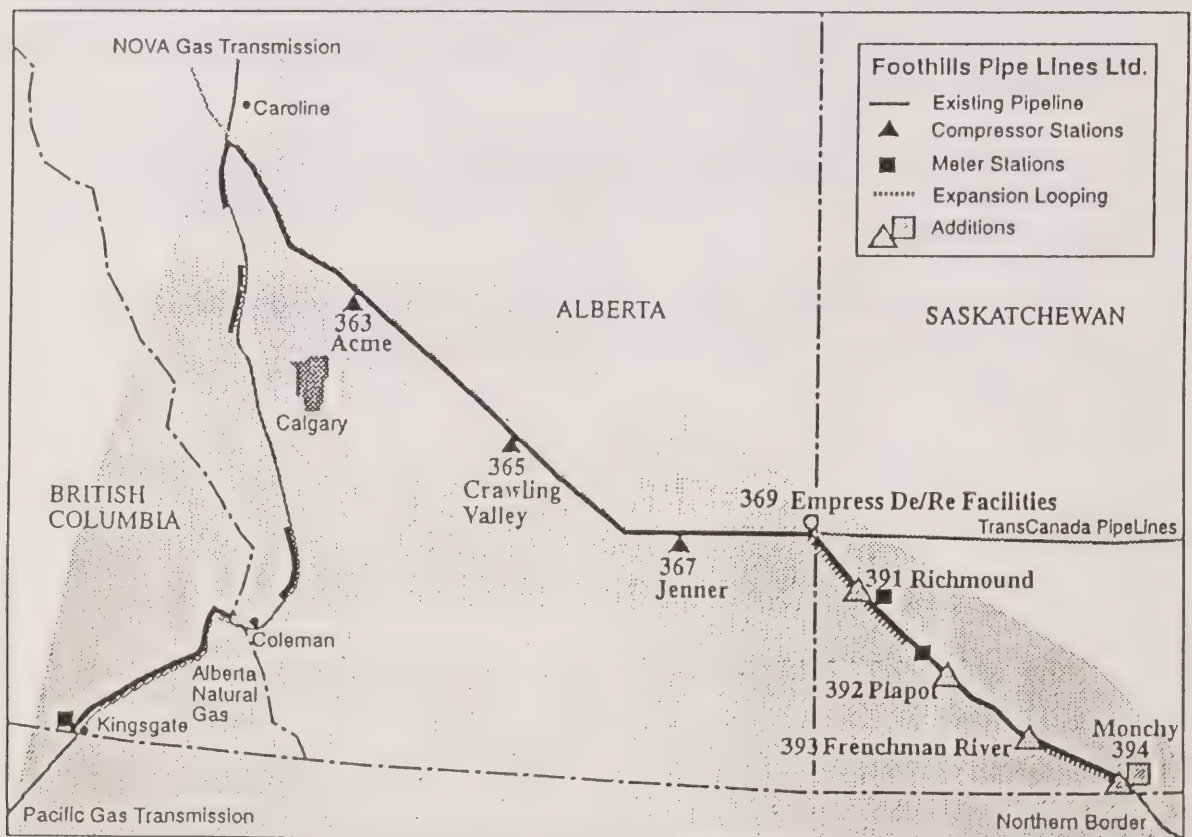 NOVA Gas Transmission
Caroline
Foothills Pipe Lines Ltd.
Existing Pipeline
Compressor Stations
Meter Stations
Expansion Looping
Additions
ALBERTA
SASKATCHEWAN
363
Acme
Calgary
365
Crawling
Valley
BRITISH
COLUMBIA
369 Empress De/Re Facilities
TransCanada PipeLines
367
Jenner
391 Richmound
Coleman
Alberta
Natural
Gas
Kingsgate
392 Piapot
393 Frenchman River
Monchy
394
Pacific Gas Transmission
Northern Border